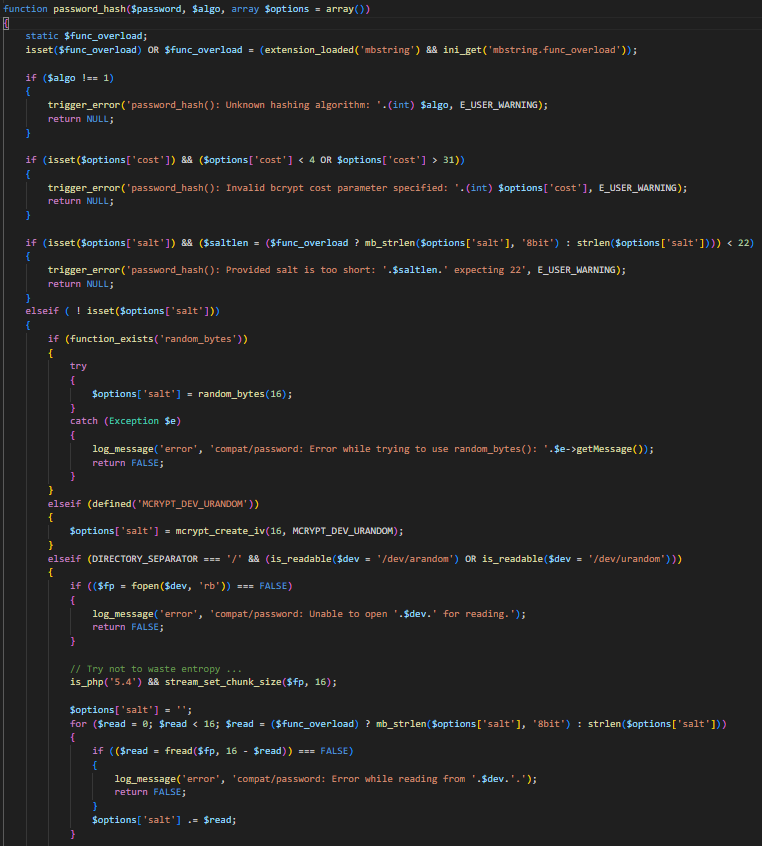 function password_hash($password, $algo, array $options = array())
{
static $func_overload;
isset($func_overload) OR $func_overload = (extension_loaded('mbstring') && ini_get('mbstring.func_overload'));
if ($algo !== 1)
{
trigger_error('password_hash(): Unknown hashing algorithm: '.(int) $algo, E_USER_WARNING);
return NULL;
}
if (isset($options['cost']) && ($options['cost'] < 4 OR $options['cost'] > 31))
{
trigger_error('password_hash(): Invalid bcrypt cost parameter specified: '.(int) $options['cost'], E_USER_WARNING);
return NULL;
}
if (isset($options['salt']) && ($saltlen = ($func_overload ? mb_strlen($options['salt'], '8bit') : strlen($options['salt']))) < 22)
{
trigger_error('password_hash(): Provided salt is too short: '.$saltlen.' expecting 22', E_USER_WARNING);
return NULL;
}
elseif ( ! isset($options['salt']))
{
if (function_exists('random_bytes'))
{
try
{
$options['salt'] = random_bytes(16);
}
catch (Exception $e)
{
log_message('error', 'compat/password: Error while trying to use random_bytes(): '.$e->getMessage());
return FALSE;
}
}
elseif (defined('MCRYPT_DEV_URANDOM'))
{
$options['salt'] = mcrypt_create_iv(16, MCRYPT_DEV_URANDOM);
}
elseif (DIRECTORY_SEPARATOR === '/' && (is_readable($dev = '/dev/arandom') OR is_readable($dev = '/dev/urandom')))
{
if (($fp = fopen($dev, 'rb')) === FALSE)
{
log_message('error', 'compat/password: Unable to open '.$dev.' for reading.');
return FALSE;
}
// Try not to waste entropy ...
is_php('5.4') && stream_set_chunk_size($fp, 16);
$options['salt'] = '';
for ($read = 0; $read < 16; $read = ($func_overload) ? mb_strlen($options['salt'], '8bit') : strlen($options['salt']))
{
if (($read = fread($fp, 16 - $read)) === FALSE)
{
log_message('error', 'compat/password: Error while reading from '.$dev.'.');
return FALSE;
}
$options['salt'] .= $read;
}